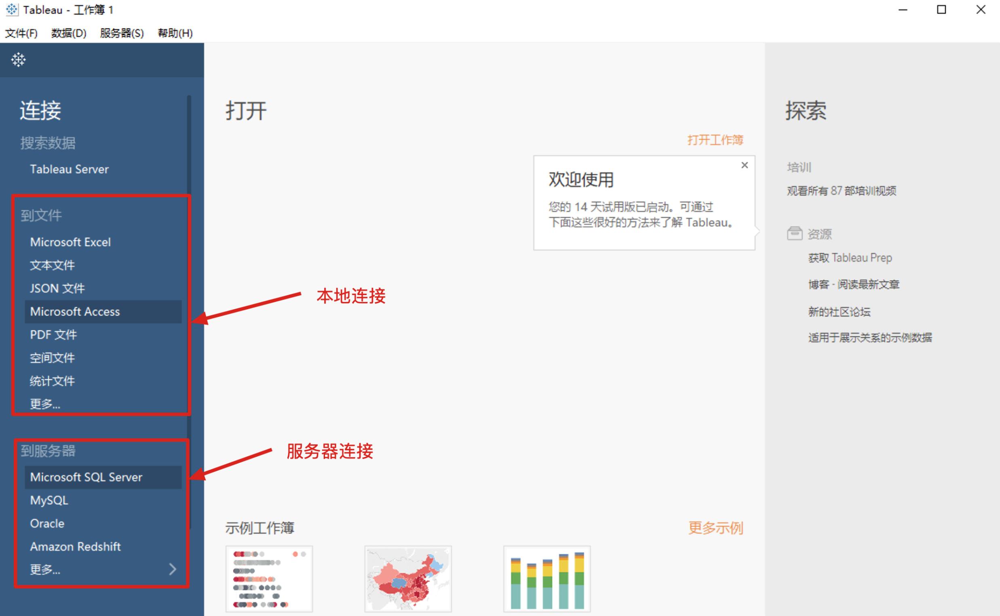 Tableau - 工作簿 1
文件(F) 数据(D) 服务器(S) 帮助(H)
连接
搜索数据
Tableau Server
到文件
Microsoft Excel
文本文件
JSON 文件
Microsoft Access
PDF 文件
空间文件
统计文件
更多...
到服务器
Microsoft SQL Server
MySQL
Oracle
Amazon Redshift
更多...
本地连接
服务器连接
打开
打开工作簿
欢迎使用
您的 14 天试用版已启动。可通过
下面这些很好的方法来了解 Tableau。
示例工作簿
更多示例
探索
培训
观看所有 87 部培训视频
资源
获取 Tableau Prep
博客 - 阅读最新文章
新的社区论坛
适用于展示关系的示例数据